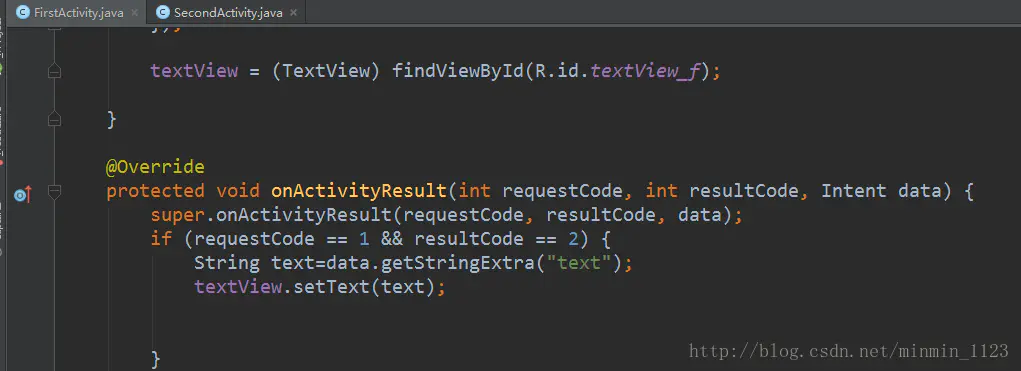 FirstActivity.java × SecondActivity.java ×
});
textView = (TextView) findViewById(R.id.textView_f);
}
@Override
protected void onActivityResult(int requestCode, int resultCode, Intent data) {
super.onActivityResult(requestCode, resultCode, data);
if (requestCode == 1 && resultCode == 2) {
String text=data.getStringExtra("text");
textView.setText(text);
}
http://blog.csdn.net/minmin_1123